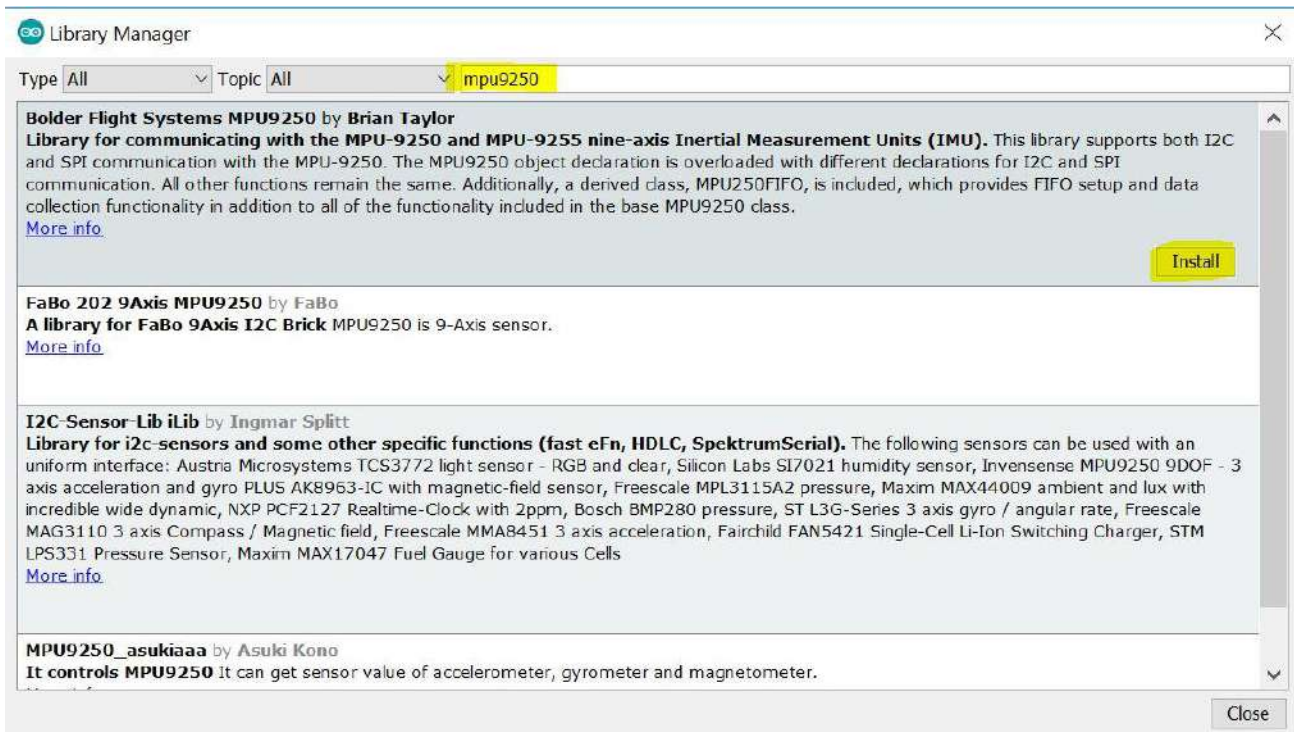 Library Manager
Type All Topic All mpu9250
Bolder Flight Systems MPU9250 by Brian Taylor
Library for communicating with the MPU-9250 and MPU-9255 nine-axis Inertial Measurement Units (IMU). This library supports both I2C
and SPI communication with the MPU-9250. The MPU9250 object declaration is overloaded with different declarations for I2C and SPI
communication. All other functions remain the same. Additionally, a derived class, MPU250FIFO, is included, which provides FIFO setup and data
collection functionality in addition to all of the functionality included in the base MPU9250 class.
More info
Install
FaBo 202 9Axis MPU9250 by FaBo
A library for FaBo 9Axis I2C Brick MPU9250 is 9-Axis sensor.
More info
I2C-Sensor-Lib iLib by Ingmar Splitt
Library for i2c-sensors and some other specific functions (fast eFn, HDLC, SpektrumSerial). The following sensors can be used with an
uniform interface: Austria Microsystems TCS3772 light sensor - RGB and clear, Silicon Labs SI7021 humidity sensor, Invensense MPU9250 9DOF - 3
axis acceleration and gyro PLUS AK8963-IC with magnetic-field sensor, Freescale MPL3115A2 pressure, Maxim MAX44009 ambient and lux with
incredible wide dynamic, NXP PCF2127 Realtime-Clock with 2ppm, Bosch BMP280 pressure, ST L3G-Series 3 axis gyro / angular rate, Freescale
MAG3110 3 axis Compass / Magnetic field, Freescale MMA8451 3 axis acceleration, Fairchild FAN5421 Single-Cell Li-Ion Switching Charger, STM
LPS331 Pressure Sensor, Maxim MAX17047 Fuel Gauge for various Cells
More info
MPU9250_asukiaaa by Asuki Kono
It controls MPU9250 It can get sensor value of accelerometer, gyrometer and magnetometer.
Close